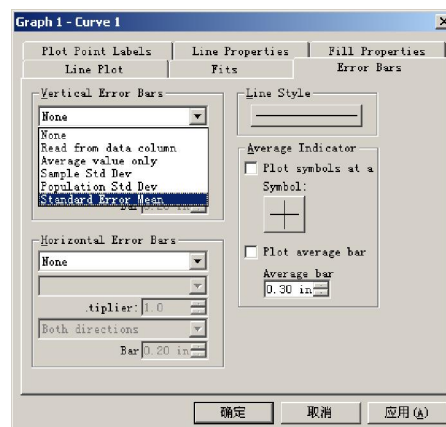 Graph 1 - Curve 1
Plot Point Labels
Line Properties
Fill Properties
Line Plot
Fits
Error Bars
Vertical Error Bars
None
None
Read from data column
Average value only
Sample Std Dev
Population Std Dev
Standard Error Mean
0.20 in
Horizontal Error Bars
None
.tiplier: 1.0
Both directions
Bar 0.20 in
Line Style
Average Indicator
Plot symbols at a
Symbol:
Plot average bar
Average bar
0.30 in
确定
取消
应用(A)